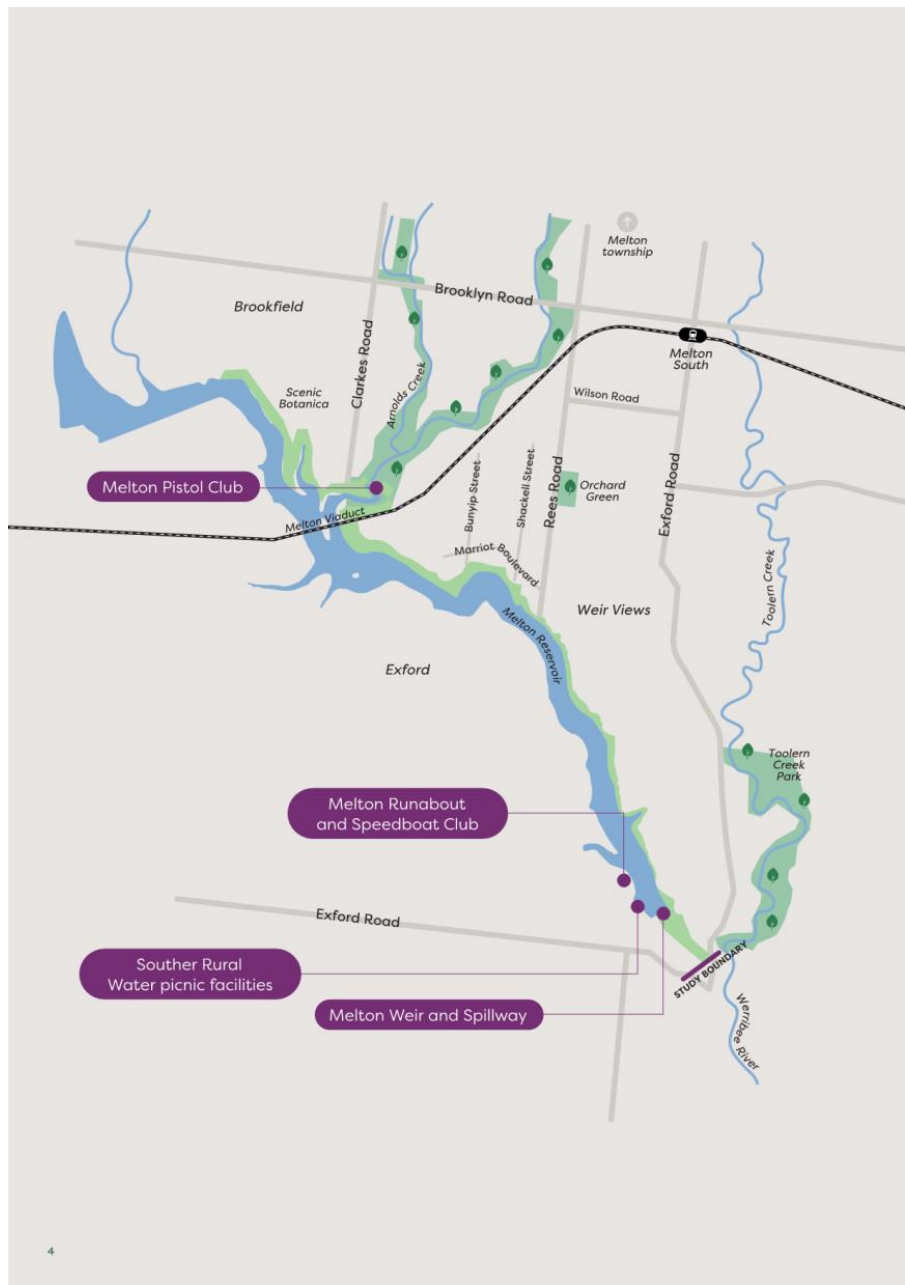 Melton
township
Brooklyn Road
Brookfield
Clarkes Road
Melton
South
Scenic
Botanica
Arnolds Creek
Wilson Road
Melton Pistol Club
Bunyip Street
Shackell Street
Rees Road
Orchard
Green
Exford Road
Melton Viaduct
Marriot Boulevard
Toolern Creek
Melton Reservoir
Weir Views
Exford
Toolern
Creek
Park
Melton Runabout
and Speedboat Club
Exford Road
Souther Rural
Water picnic facilities
STUDY BOUNDARY
Melton Weir and Spillway
Werribee River
4